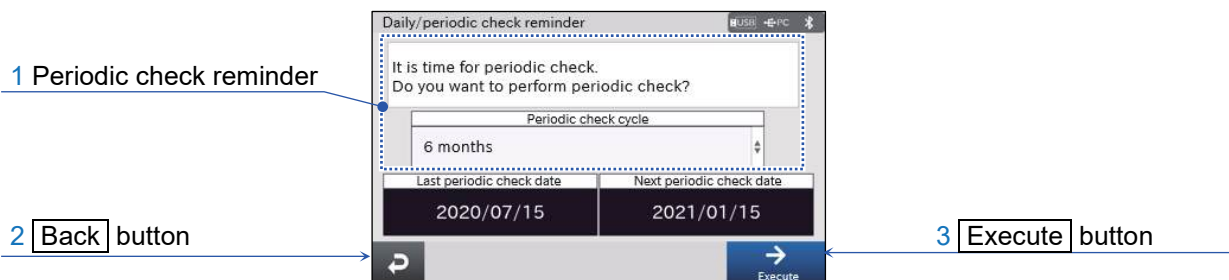 Daily/periodic check reminder
USB PC
1 Periodic check reminder
It is time for periodic check.
Do you want to perform periodic check?
Periodic check cycle
6 months
Last periodic check date
Next periodic check date
2020/07/15
2021/01/15
2 Back button
3 Execute button
Execute